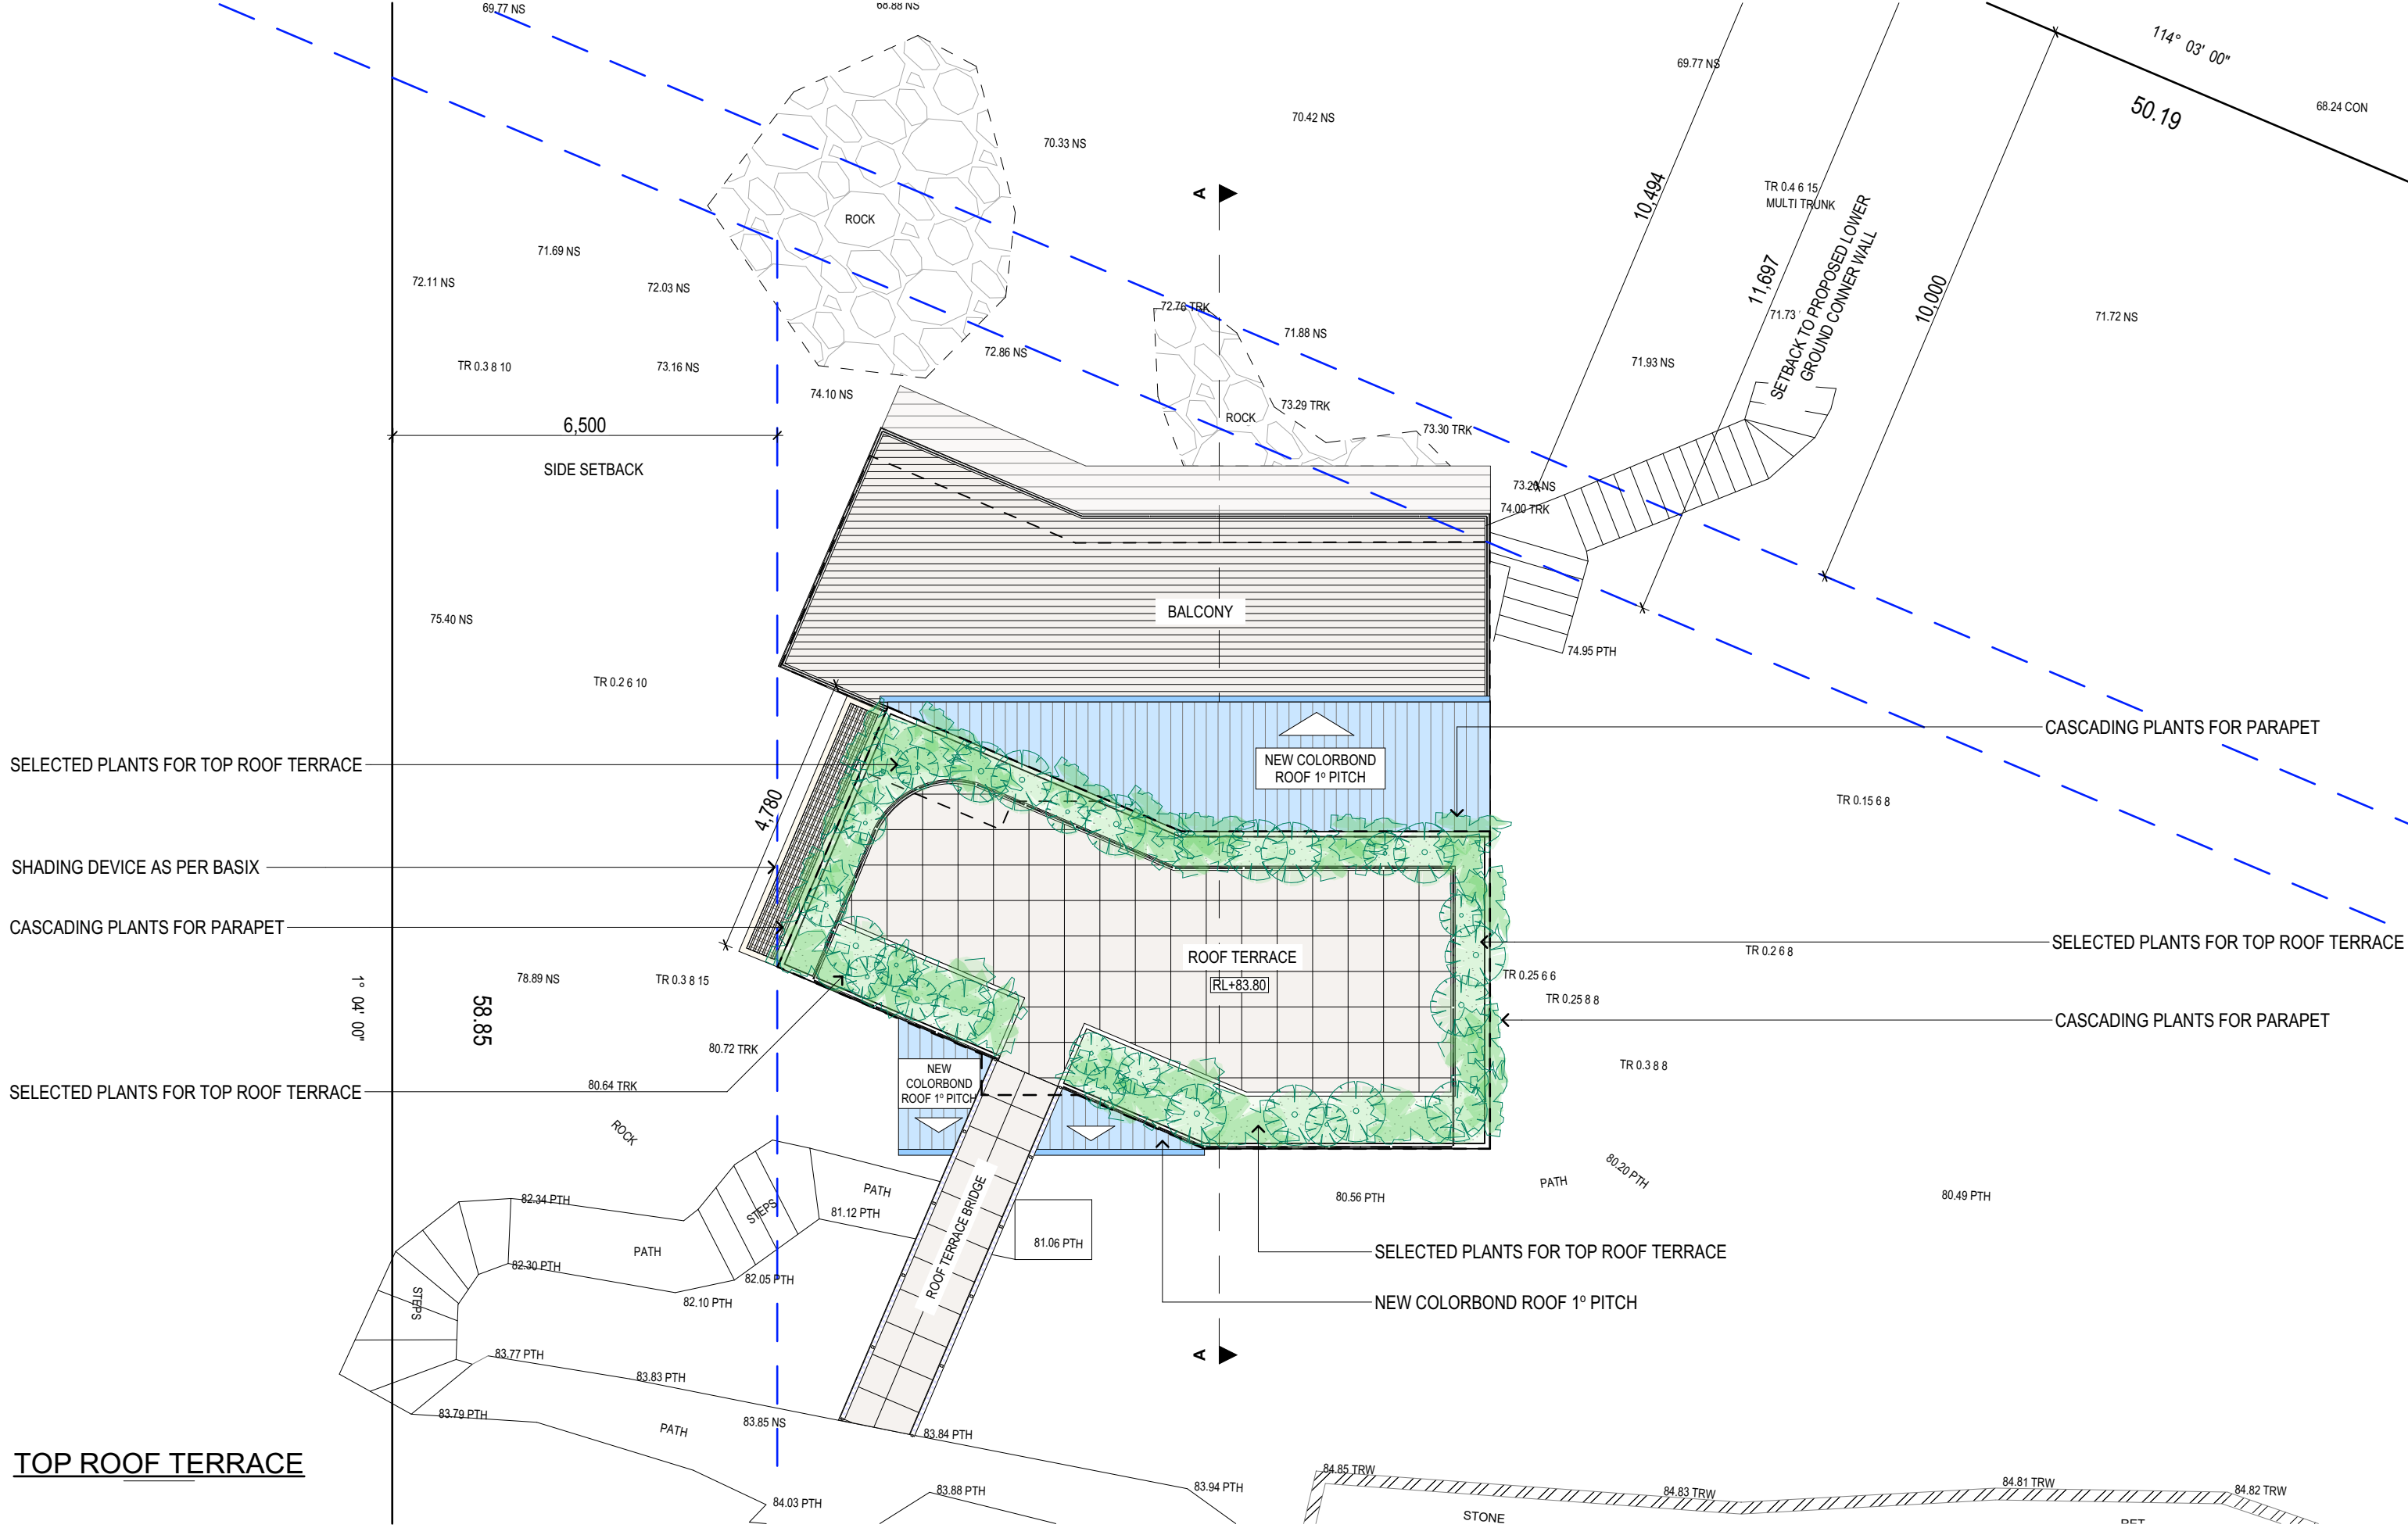 69.77 NS
68.88 NS
114° 03' 00"
50.19
68.24 CON
69.77 NS
70.42 NS
70.33 NS
A
ROCK
10,494
TR 0.4 6 15
MULTI TRUNK
SETBACK TO PROPOSED LOWER
GROUND CONNER WALL
11,697
10,000
71.69 NS
72.11 NS
72.03 NS
72.76 TRK
71.88 NS
71.73
71.72 NS
72.86 NS
71.93 NS
TR 0.3 8 10
73.16 NS
74.10 NS
73.29 TRK
ROCK
73.30 TRK
6,500
SIDE SETBACK
73.20 NS
74.00 TRK
BALCONY
75.40 NS
74.95 PTH
TR 0.2 6 10
CASCADING PLANTS FOR PARAPET
SELECTED PLANTS FOR TOP ROOF TERRACE
NEW COLORBOND
ROOF 1º PITCH
4,780
TR 0.15 6 8
SHADING DEVICE AS PER BASIX
CASCADING PLANTS FOR PARAPET
SELECTED PLANTS FOR TOP ROOF TERRACE
ROOF TERRACE
RL+83.80
TR 0.2 6 8
78.89 NS
TR 0.3 8 15
TR 0.25 6 6
TR 0.25 8 8
1° 04' 00"
58.85
CASCADING PLANTS FOR PARAPET
80.72 TRK
TR 0.3 8 8
80.64 TRK
SELECTED PLANTS FOR TOP ROOF TERRACE
NEW
COLORBOND
ROOF 1º PITCH
ROCK
80.20 PTH
PATH
80.56 PTH
80.49 PTH
82.34 PTH
STEPS
PATH
81.12 PTH
ROOF TERRACE BRIDGE
81.06 PTH
PATH
SELECTED PLANTS FOR TOP ROOF TERRACE
82.30 PTH
82.05 PTH
82.10 PTH
STEPS
NEW COLORBOND ROOF 1º PITCH
A
83.77 PTH
83.83 PTH
83.79 PTH
83.85 NS
PATH
83.84 PTH
TOP ROOF TERRACE
84.03 PTH
83.88 PTH
83.94 PTH
84.85 TRW
84.83 TRW
84.81 TRW
84.82 TRW
STONE
RET